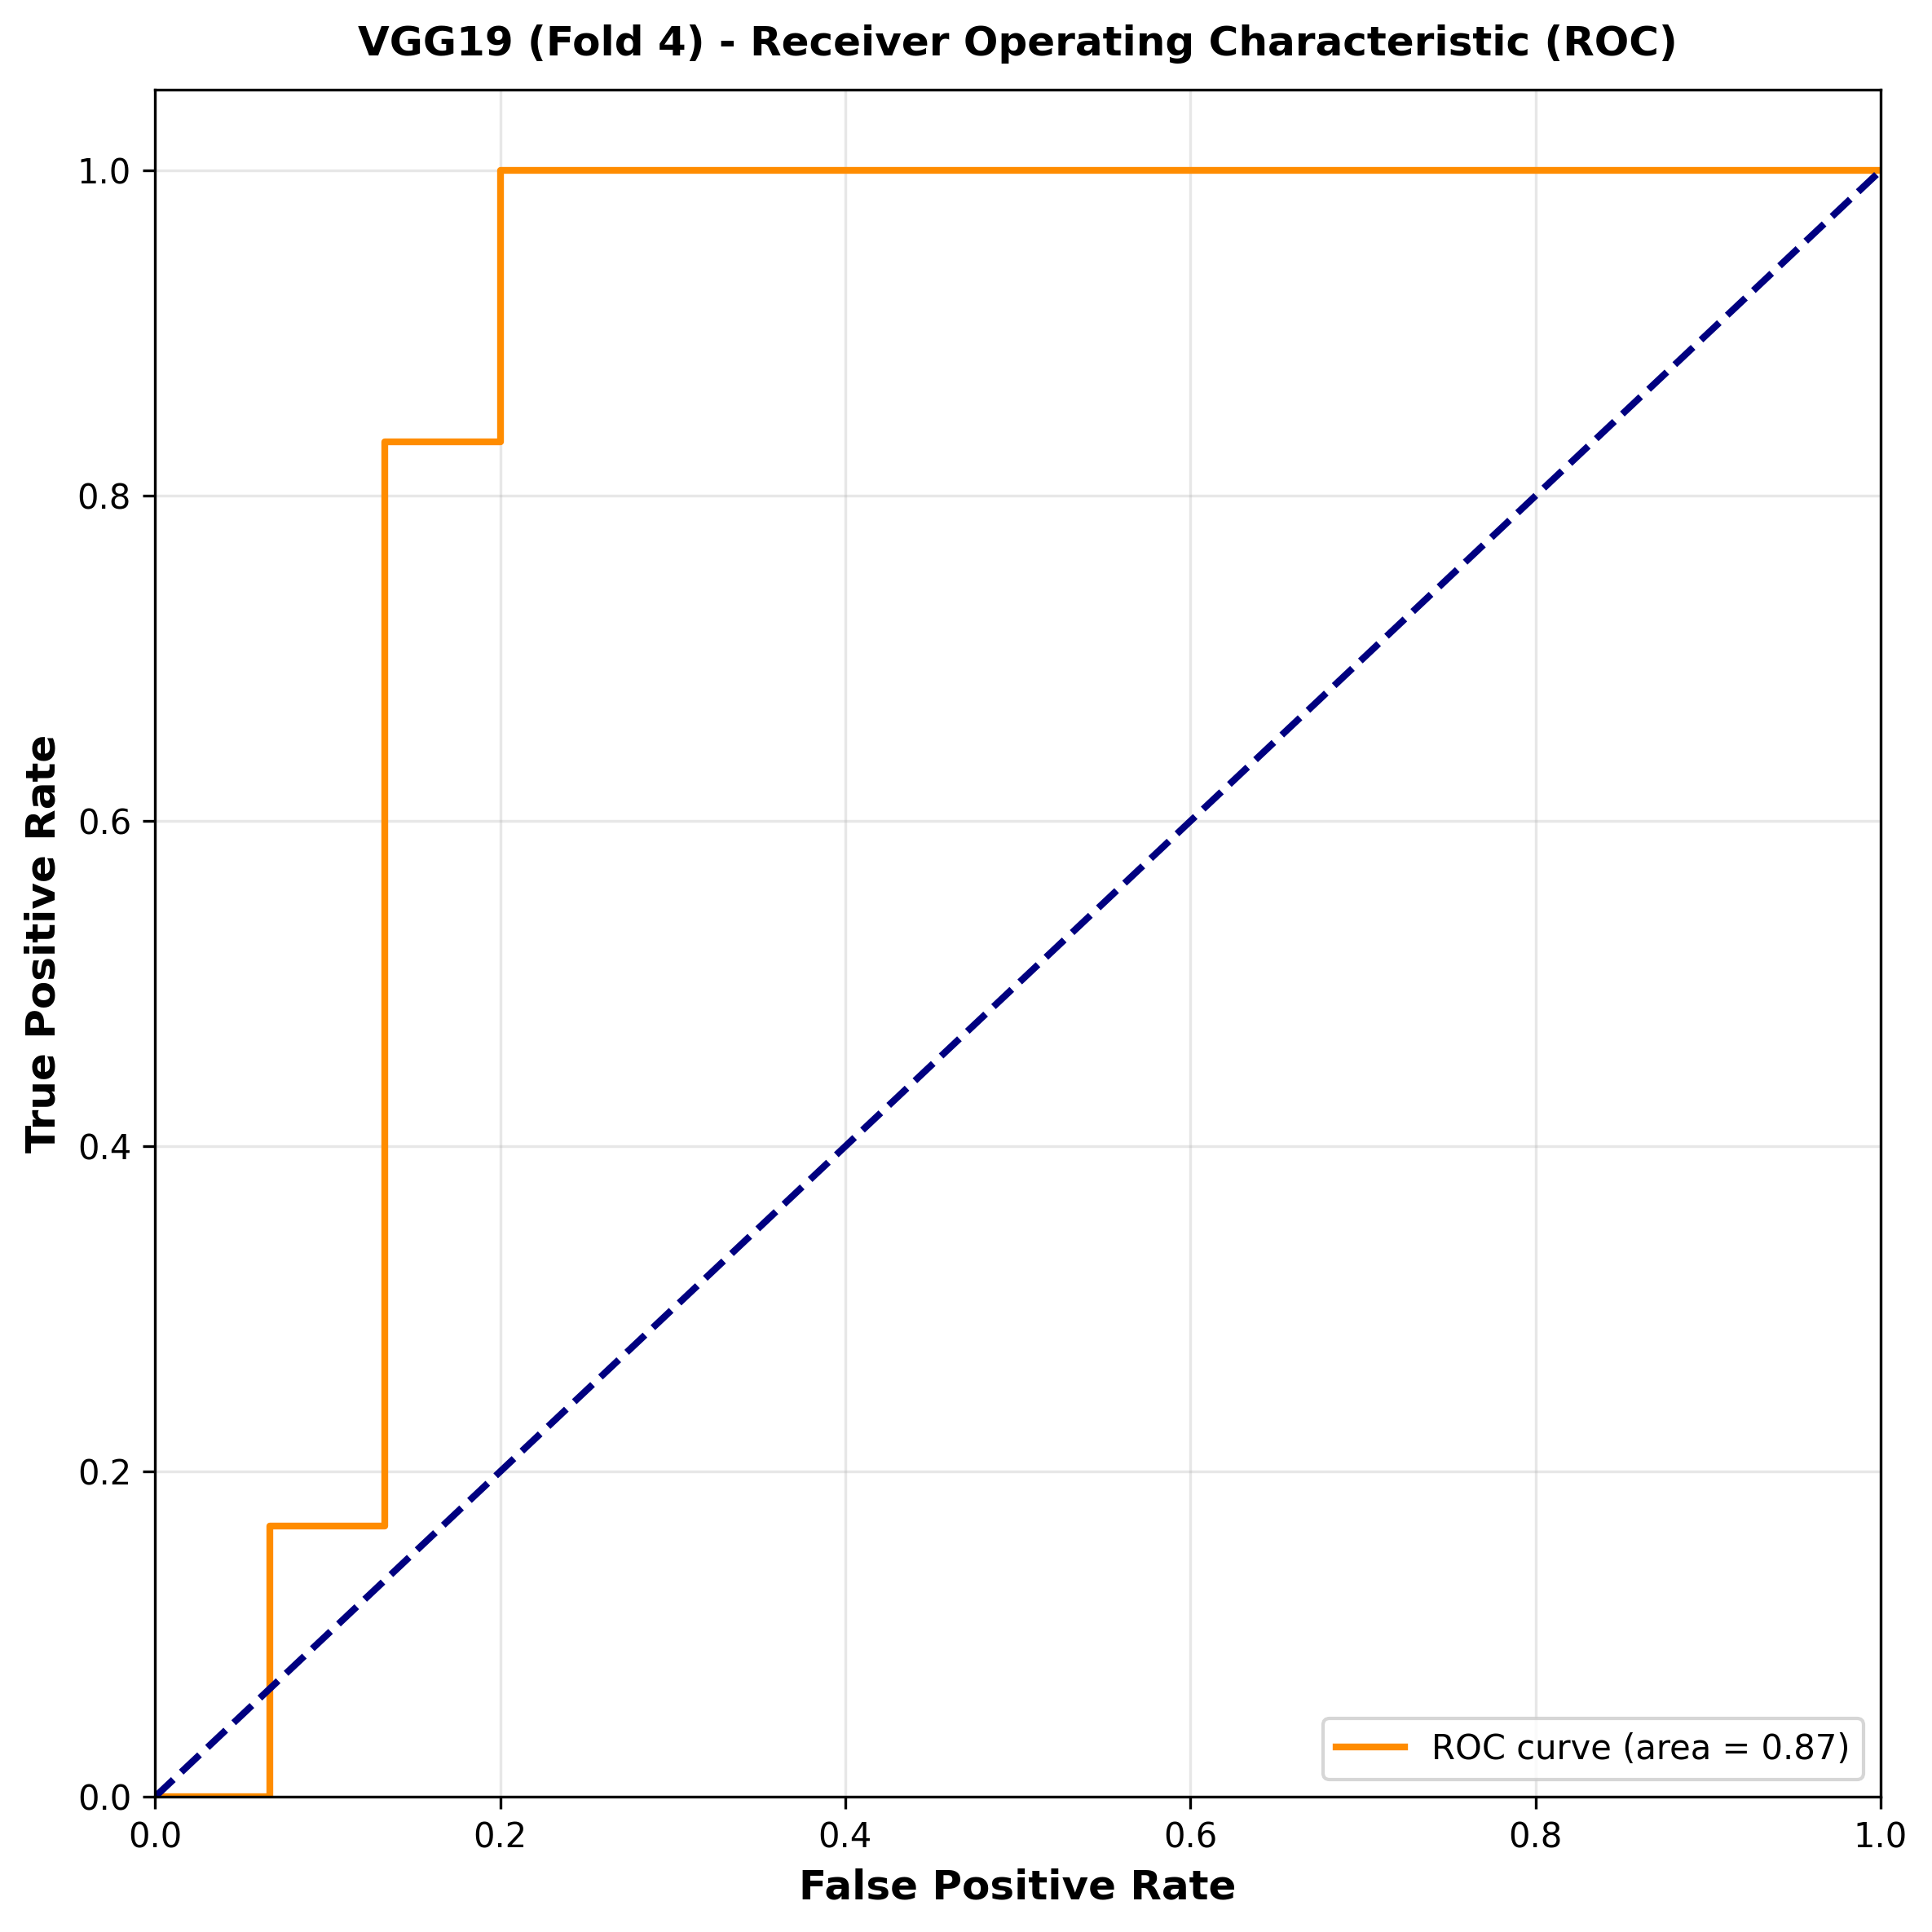 VGG19 (Fold 4) - Receiver Operating Characteristic (ROC)
True Positive Rate
1.0
0.8
0.6
0.4
0.2
0.0
ROC curve (area = 0.87)
0.0 0.2 0.4 0.6 0.8 1.0
False Positive Rate